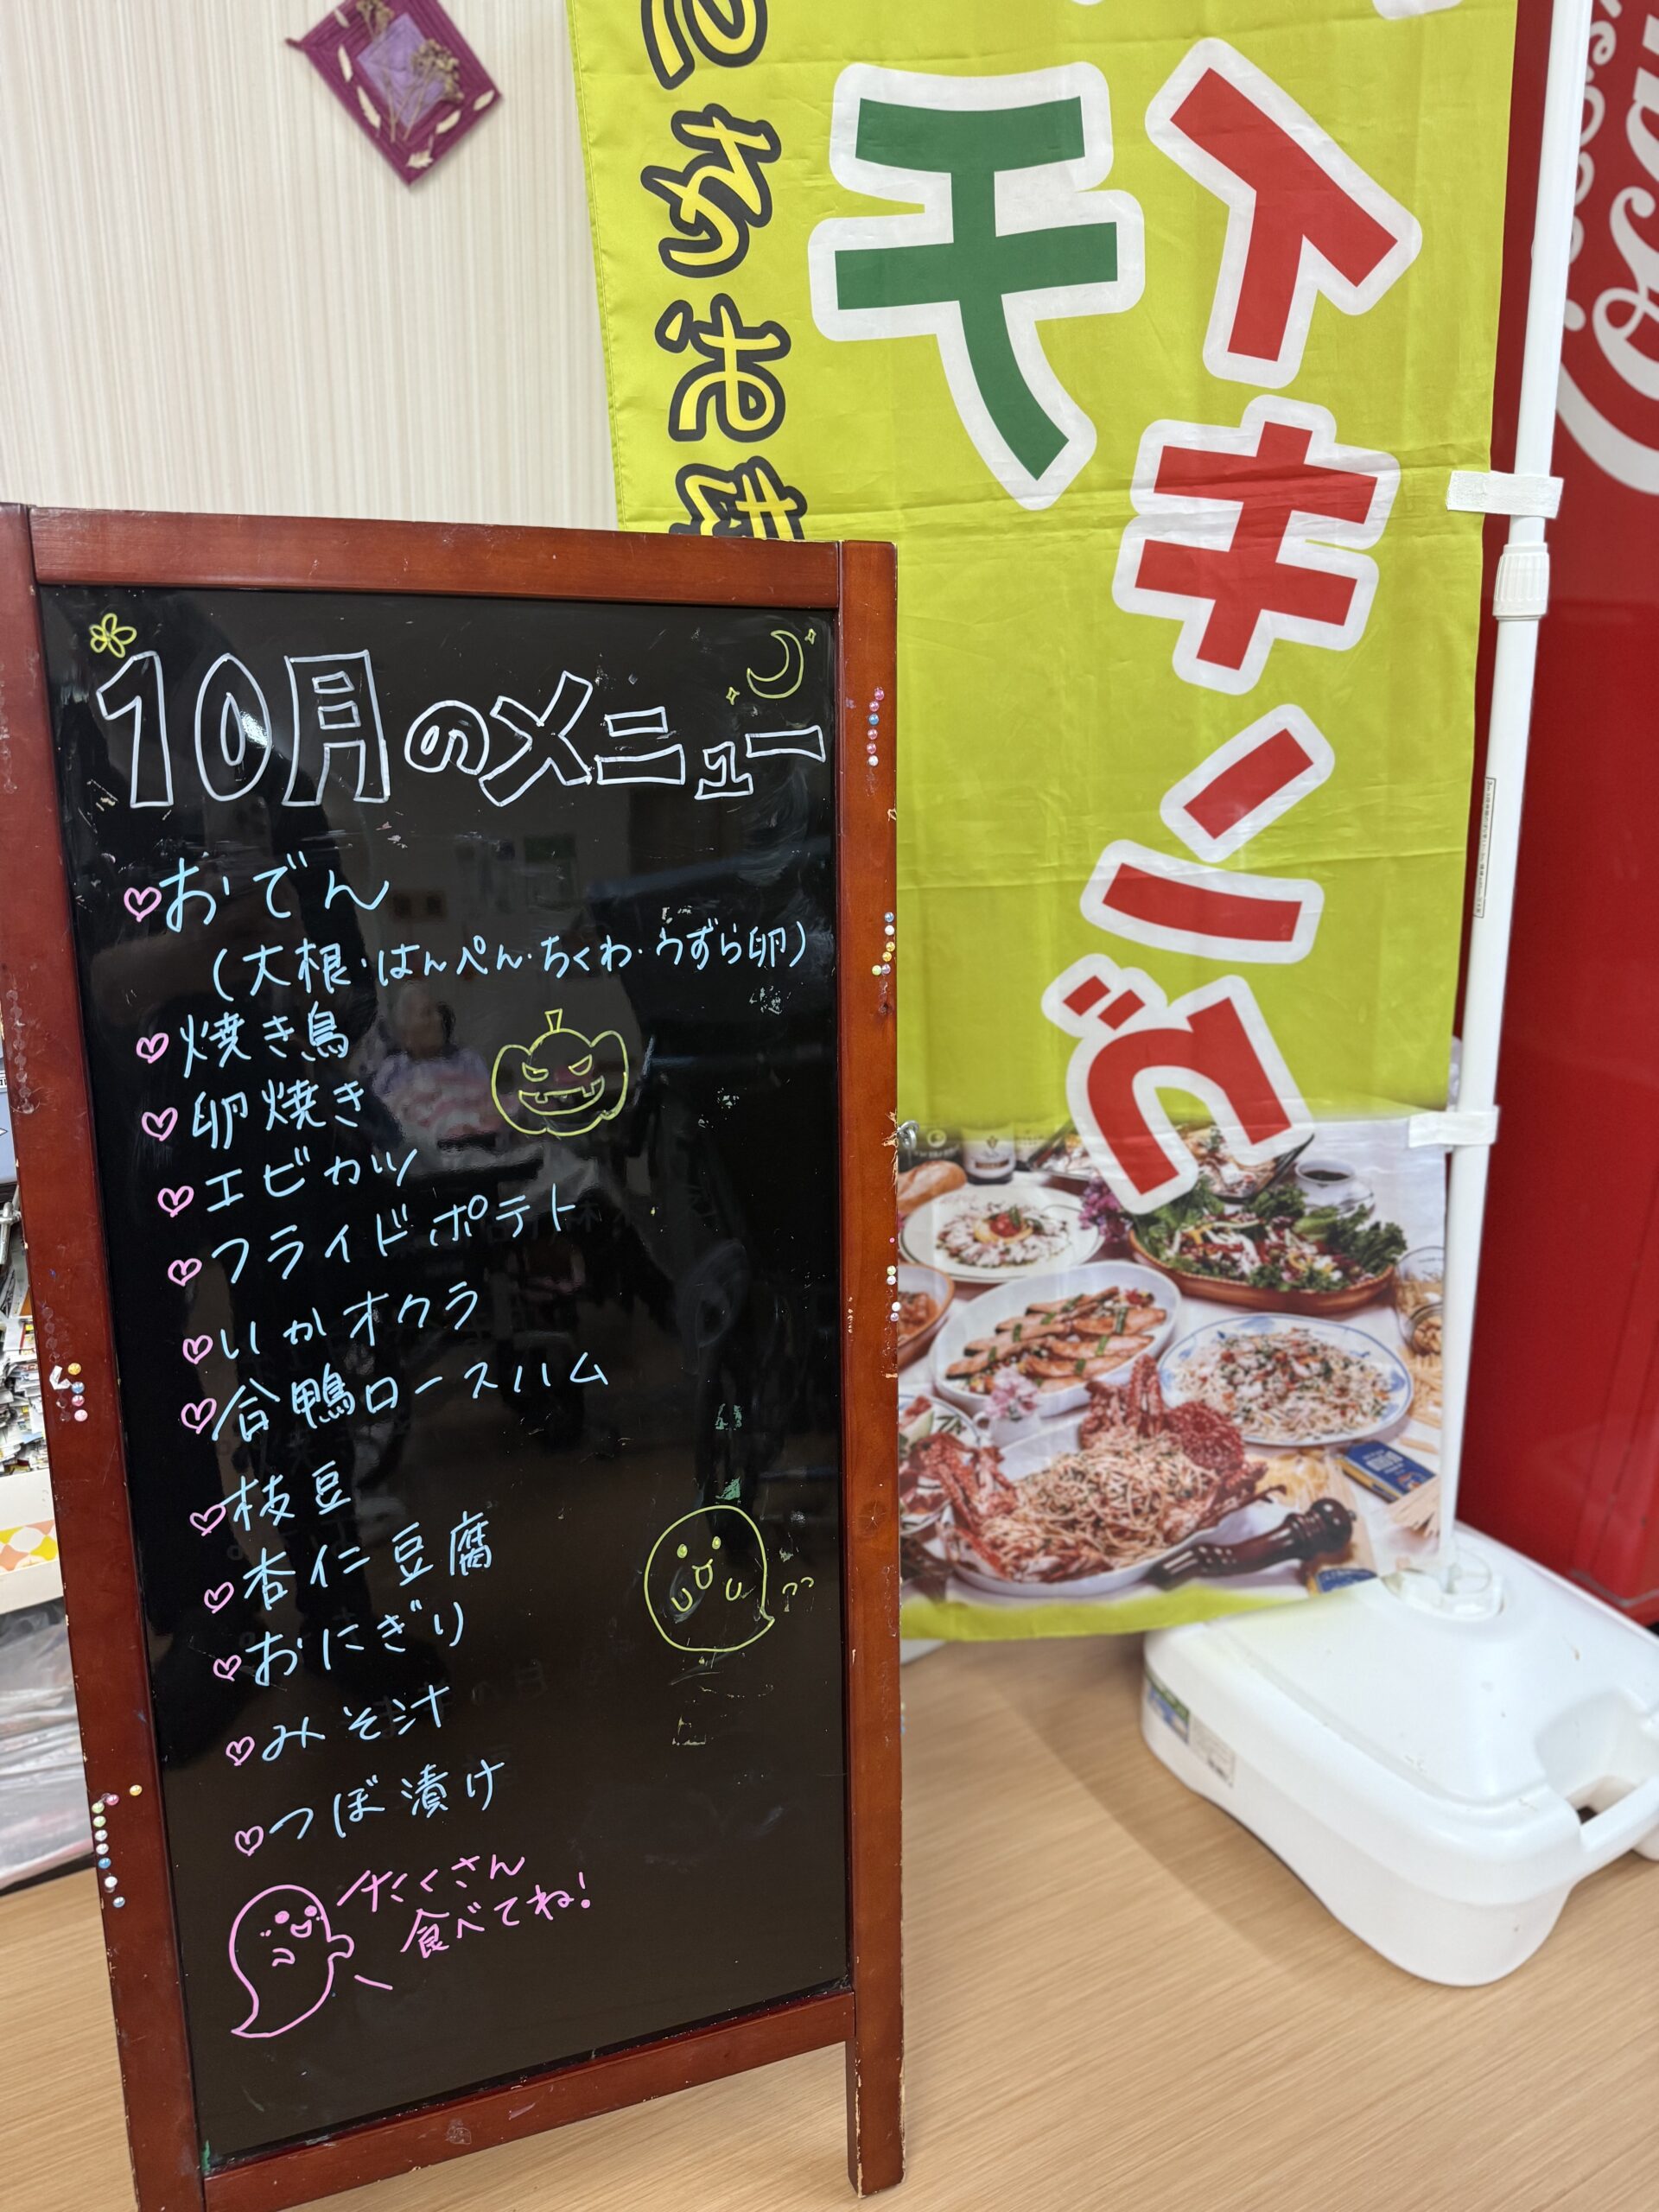 10月のメニュー
おでん
(大根・はんぺん・ちくわ・うずら卵)
焼き鳥
卵焼き
エビカツ
フライドポテト
いかオクラ
合鴨ロースハム
枝豆
杏仁豆腐
おにぎり
みそ汁
つぼ漬け
たくさん
食べてね!
イキング
チ